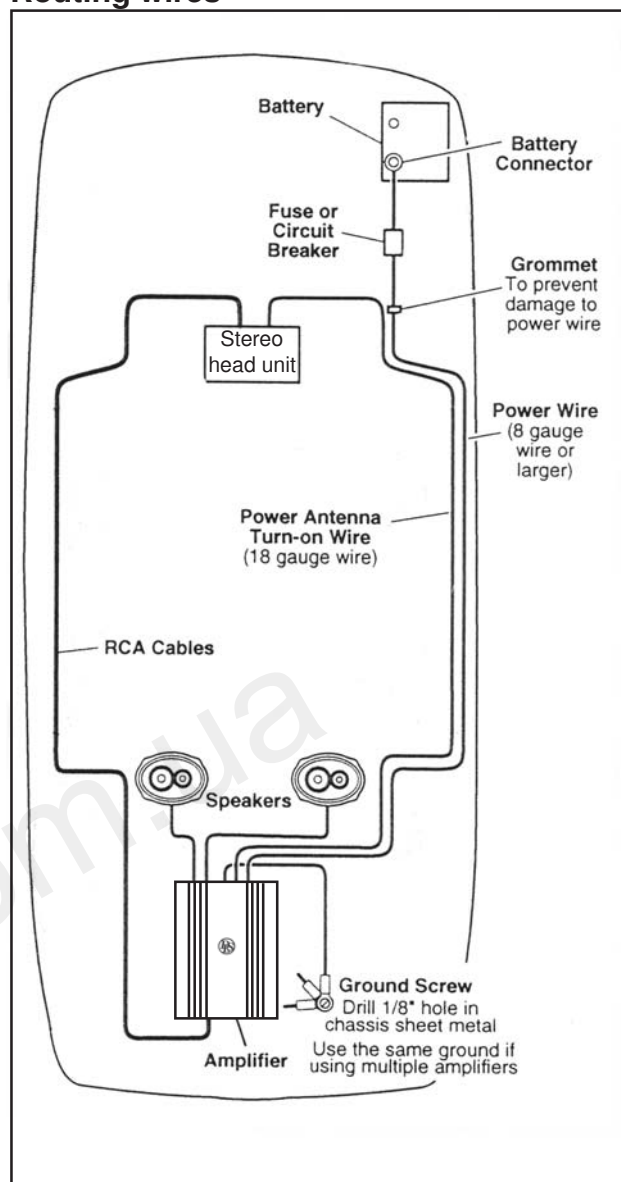 Routing wires
Battery
Battery
Connector
Fuse or
Circuit
Breaker
Grommet
To prevent
damage to
power wire
Stereo
head unit
Power Wire
(8 gauge
wire or
larger)
Power Antenna
Turn-on Wire
(18 gauge wire)
RCA Cables
Speakers
Ground Screw
Drill 1/8" hole in
chassis sheet metal
Use the same ground if
using multiple amplifiers
Amplifier
om.ua